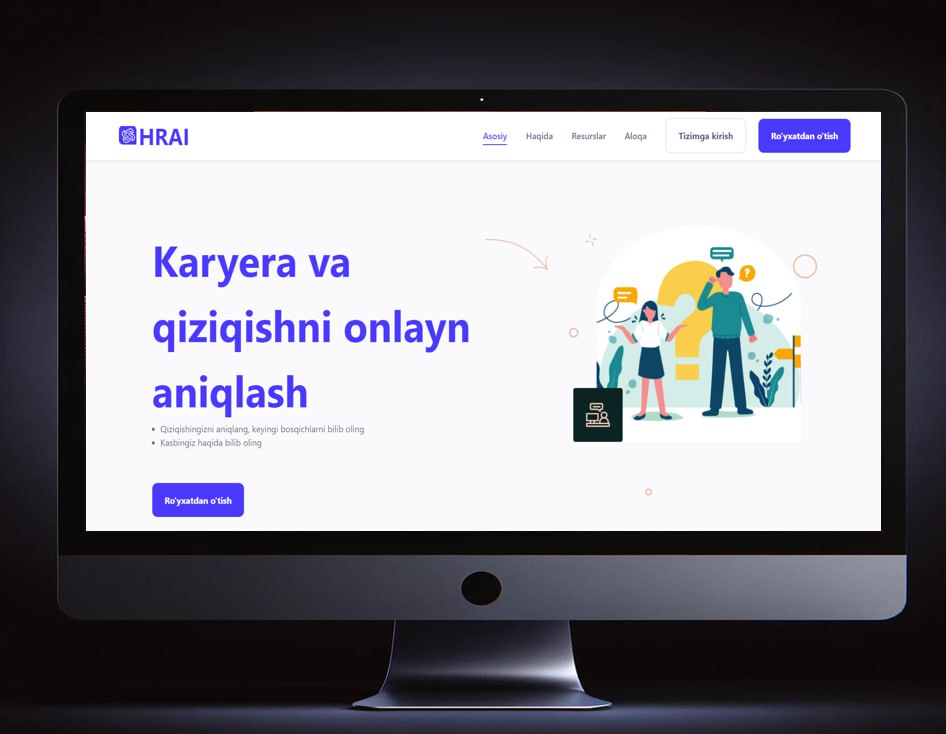 HRAI
Asosiy Haqida Resurslar Aloqa Tizimga kirish Ro'yxatdan o'tish
Karyera va
qiziqishni onlayn
aniqlash
Qiziqishingizni aniqlang, keyingi bosqichlarni bilib oling
Kasbingiz haqida bilib oling
Ro'yxatdan o'tish